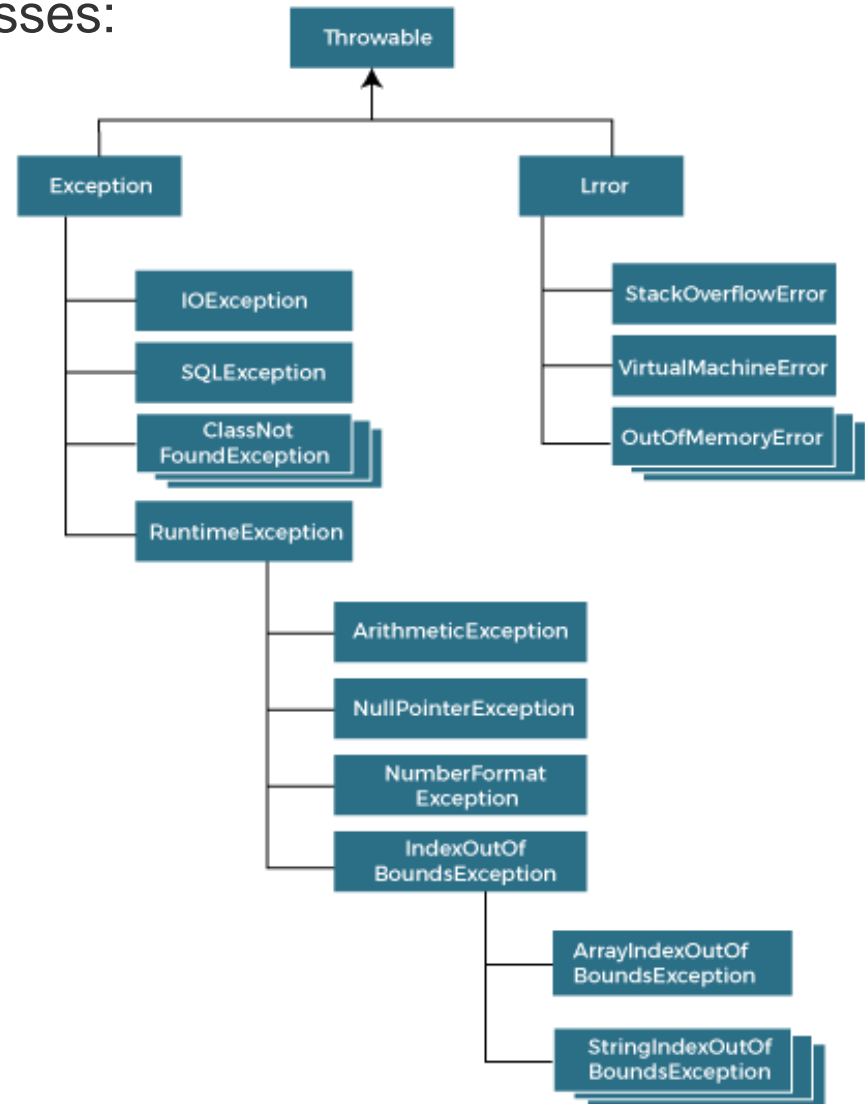 sses:
Throwable
Exception
Lrror
IOException
SQLException
ClassNot
FoundException
RuntimeException
StackOverflowError
VirtualMachineError
OutOfMemoryError
ArithmeticException
NullPointerException
NumberFormat
Exception
IndexOutOf
BoundsException
ArrayIndexOutOf
BoundsException
StringIndexOutOf
BoundsException